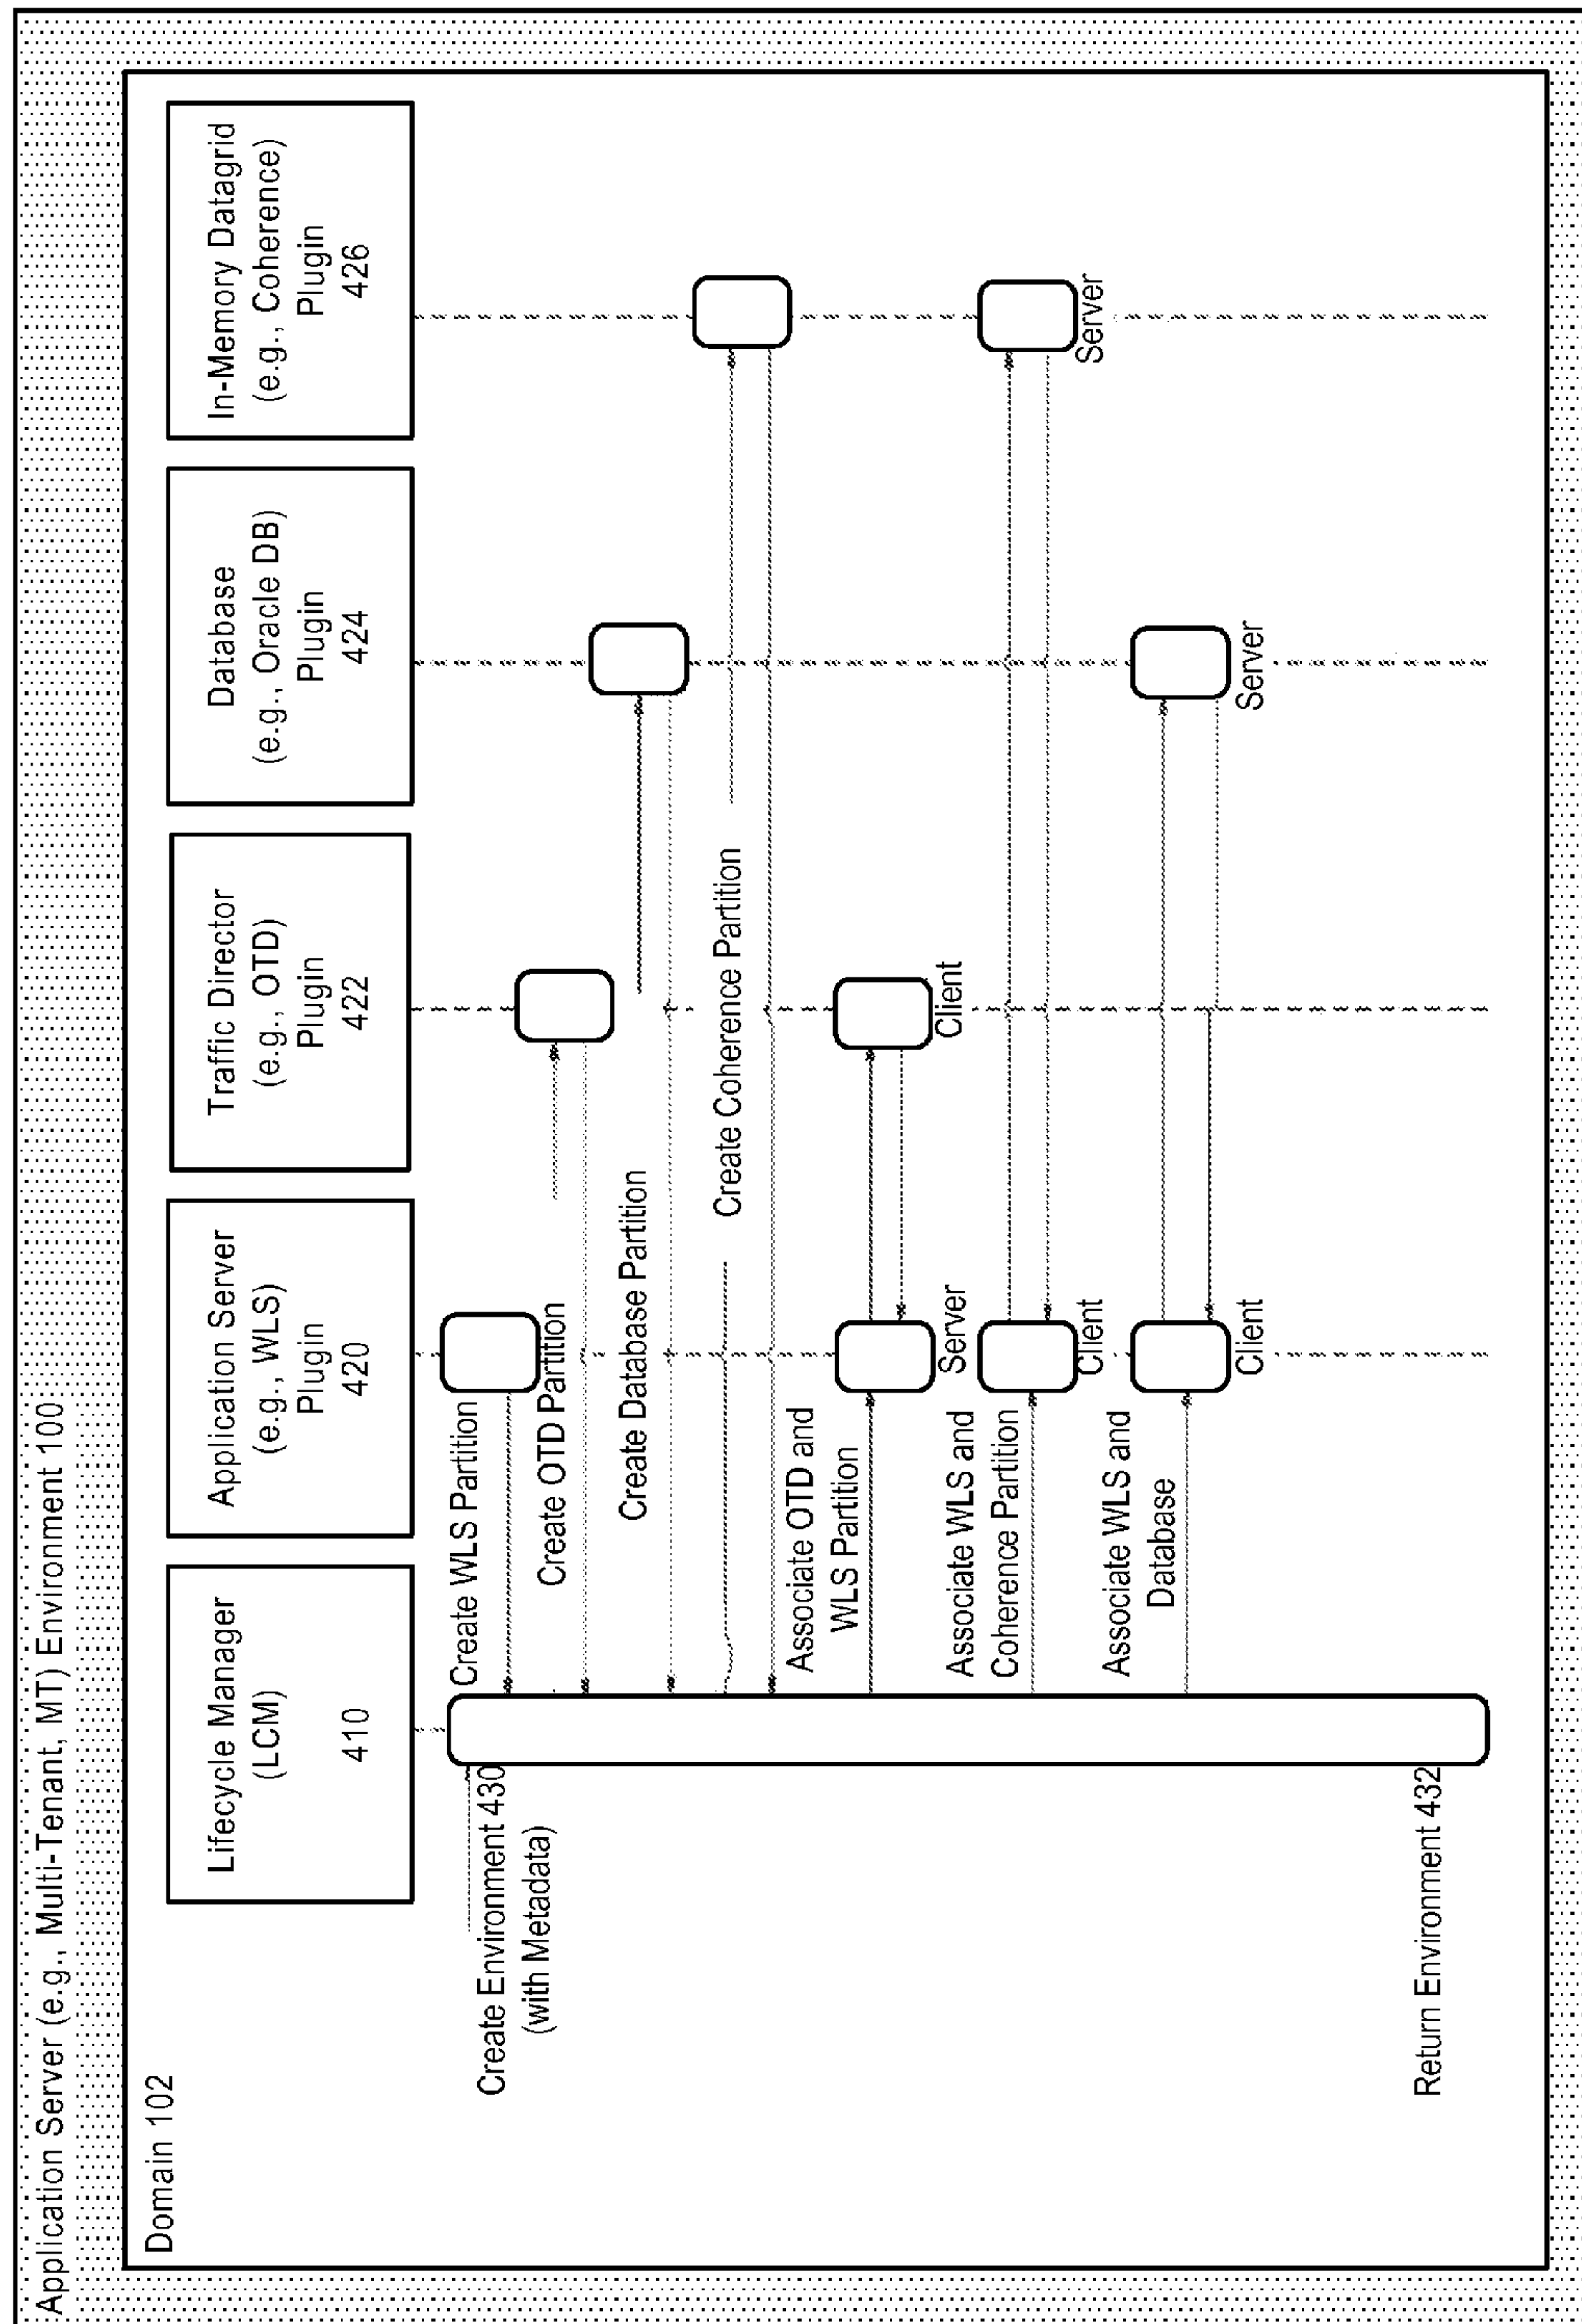 Application Server (e.g., Multi-Tenant, MT) Environment 100
Domain 102
Lifecycle Manager
(LCM)
410
Application Server
(e.g., WLS)
Plugin
420
Traffic Director
(e.g., OTD)
Plugin
422
Database
(e.g., Oracle DB)
Plugin
424
In-Memory Datagrid
(e.g., Coherence)
Plugin
426
Create Environment 430
(with Metadata)
Create WLS Partition
Create OTD Partition
Create Database Partition
Create Coherence Partition
Associate OTD and
WLS Partition
Server
Client
Associate WLS and
Coherence Partition
Client
Server
Associate WLS and
Database
Client
Server
Return Environment 432